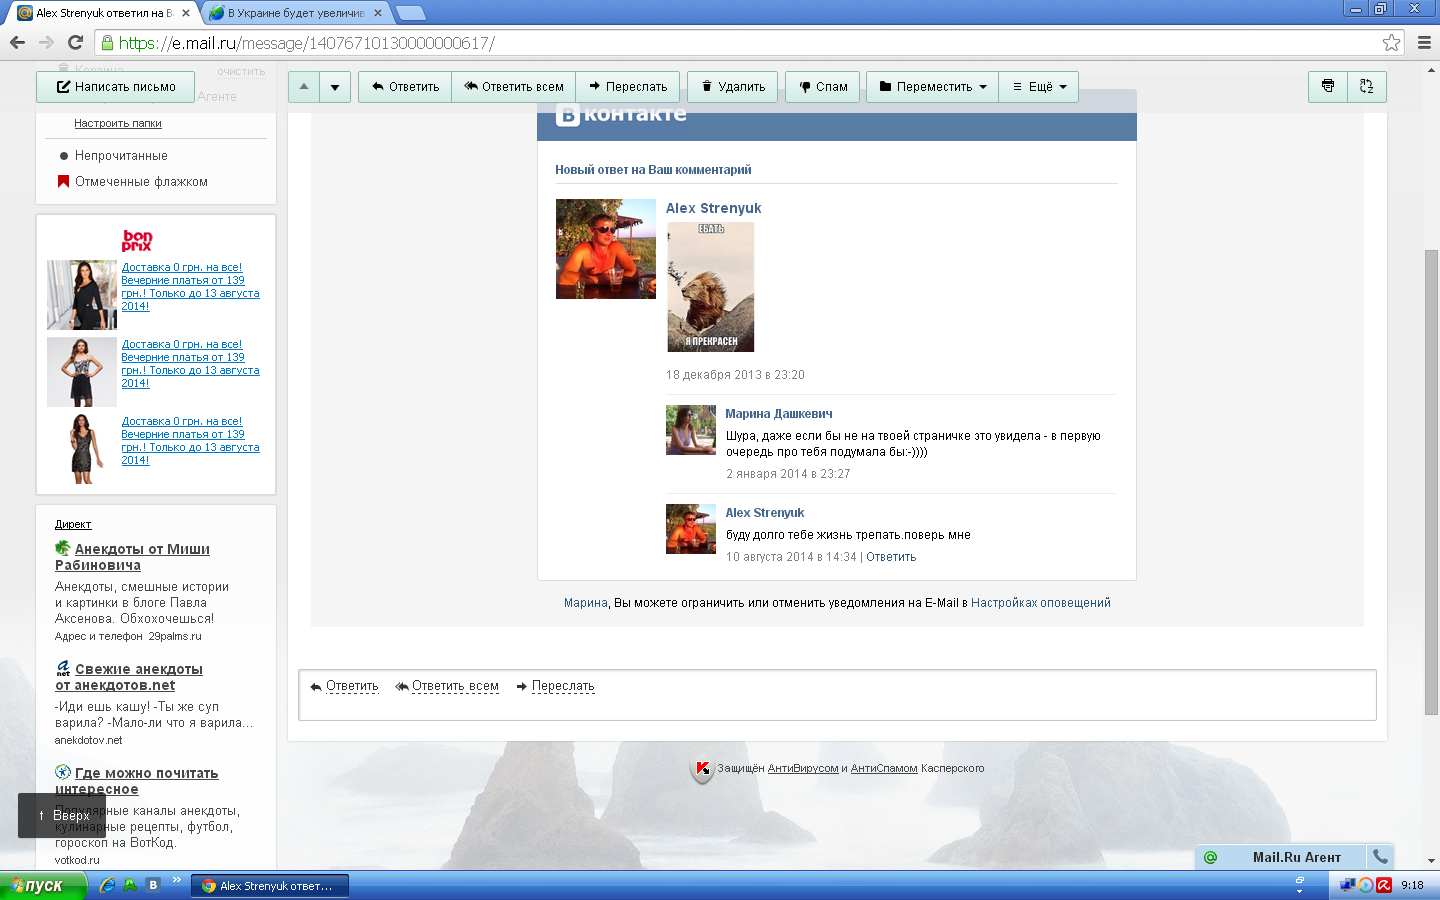 Alex Strenyuk ответил на В
В Украине будет увеличив
https://e.mail.ru/message/14076710130000000617/
Корзина
очистить
Написать письмо
Агенте
Ответить
Ответить всем
Переслать
Удалить
Спам
Переместить
Ещё
Настроить папки
Непрочитанные
Отмеченные флажком
bon
prix
Доставка 0 грн. на все!
Вечерние платья от 139
грн.! Только до 13 августа
2014!
Доставка 0 грн. на все!
Вечерние платья от 139
грн.! Только до 13 августа
2014!
Доставка 0 грн. на все!
Вечерние платья от 139
грн.! Только до 13 августа
2014!
Директ
Анекдоты от Миши
Рабиновича
Анекдоты, смешные истории
и картинки в блоге Павла
Аксенова. Обхохочешься!
Адрес и телефон 29palms.ru
Свежие анекдоты
от анекдотов.net
-Иди ешь кашу! -Ты же суп
варила? -Мало-ли что я варила...
anekdotov.net
Где можно почитать
интересное
Популярные каналы анекдоты,
кулинарные рецепты, футбол,
гороскоп на ВотКод.
votkod.ru
↑ Вверх
В контакте
Новый ответ на Ваш комментарий
Alex Strenyuk
ЕБАТЬ
Я ПРЕКРАСЕН
18 декабря 2013 в 23:20
Марина Дашкевич
Шура, даже если бы не на твоей страничке это увидела - в первую
очередь про тебя подумала бы:-))))
2 января 2014 в 23:27
Alex Strenyuk
буду долго тебе жизнь трепать.поверь мне
10 августа 2014 в 14:34 | Ответить
Марина, Вы можете ограничить или отменить уведомления на E-Mail в Настройках оповещений
Ответить
Ответить всем
Переслать
Защищён АнтиВирусом и АнтиСпамом Касперского
Mail.Ru Агент
пуск
Alex Strenyuk ответ...
9:18